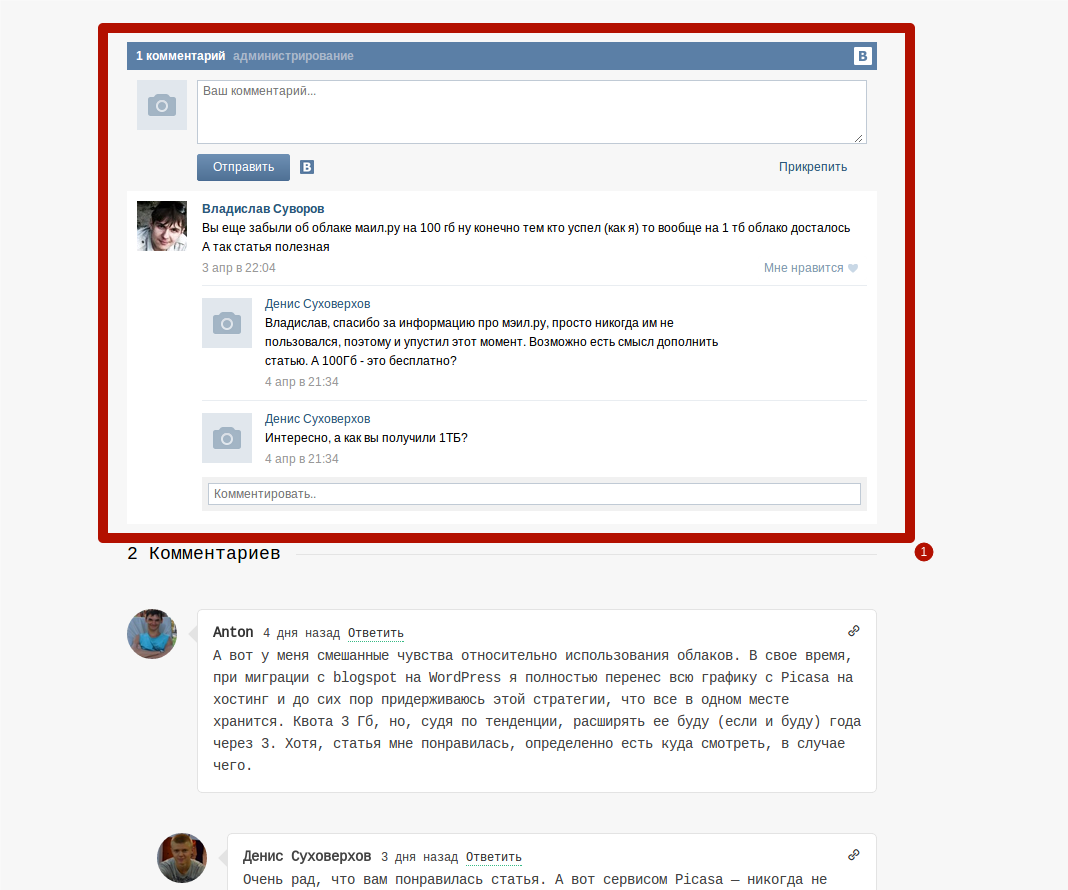 1 комментарий администрирование B
Ваш комментарий...
Отправить B Прикрепить
Владислав Суворов
Вы еще забыли об облаке маил.ру на 100 гб ну конечно тем кто успел (как я) то вообще на 1 тб облако досталось
А так статья полезная
3 апр в 22:04 Мне нравится
Денис Суховерхов
Владислав, спасибо за информацию про мэил.ру, просто никогда им не
пользовался, поэтому и упустил этот момент. Возможно есть смысл дополнить
статью. А 100Гб - это бесплатно?
4 апр в 21:34
Денис Суховерхов
Интересно, а как вы получили 1ТБ?
4 апр в 21:34
Комментировать..
2 Комментариев
1
Anton 4 дня назад Ответить
А вот у меня смешанные чувства относительно использования облаков. В свое время,
при миграции с blogspot на WordPress я полностью перенес всю графику с Picasa на
хостинг и до сих пор придерживаюсь этой стратегии, что все в одном месте
хранится. Квота 3 Гб, но, судя по тенденции, расширять ее буду (если и буду) года
через 3. Хотя, статья мне понравилась, определенно есть куда смотреть, в случае
чего.
Денис Суховерхов 3 дня назад Ответить
Очень рад, что вам понравилась статья. А вот сервисом Picasa — никогда не